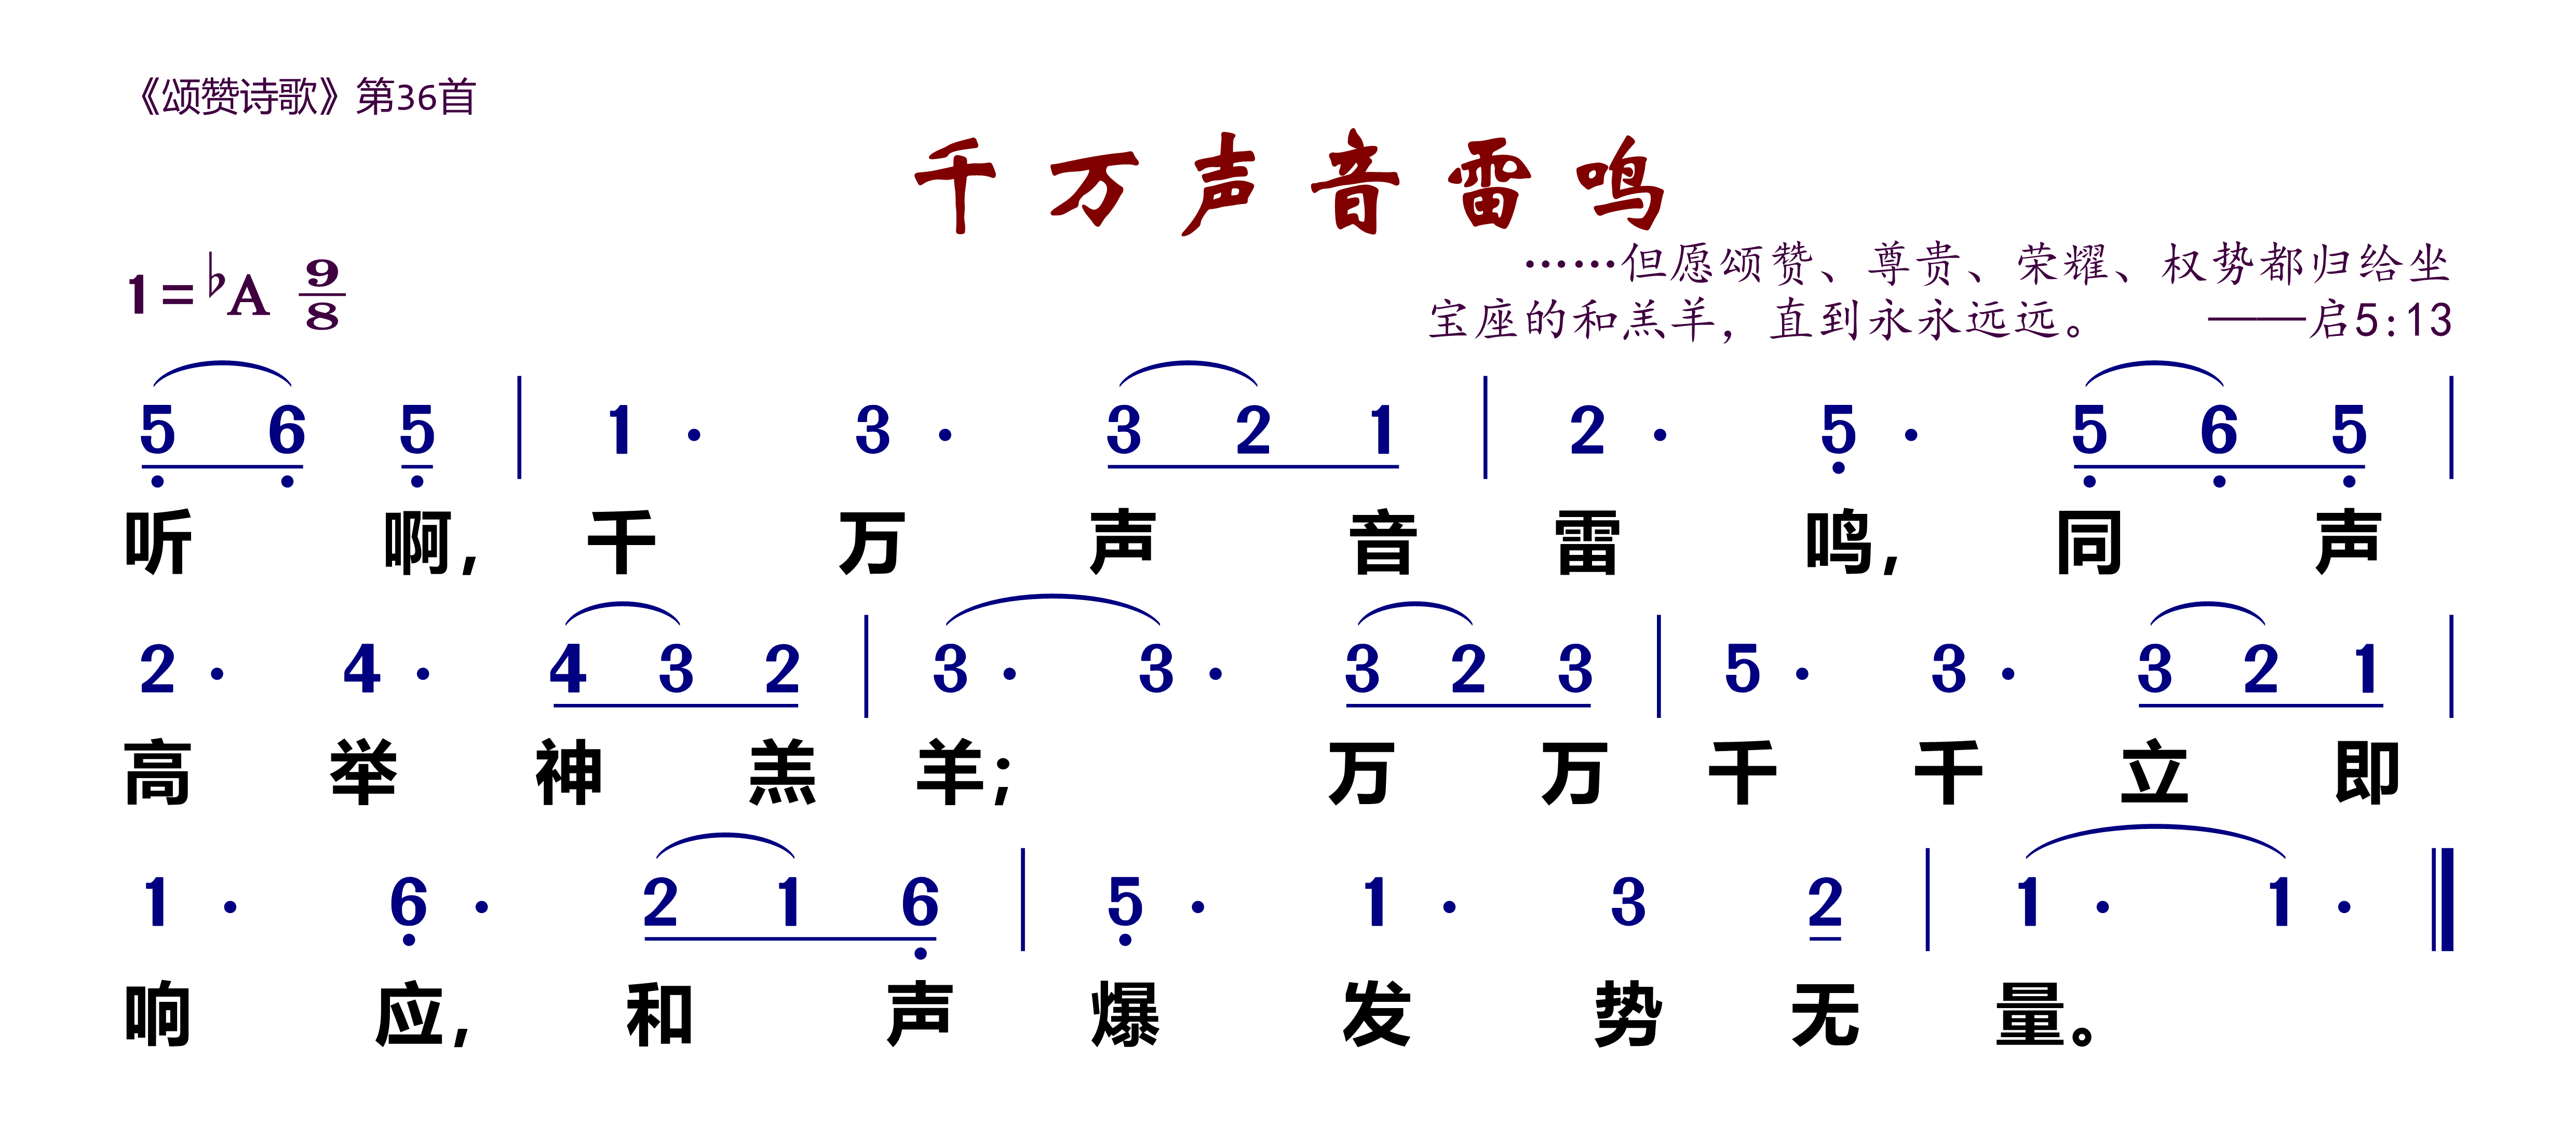 《颂赞诗歌》第36首
千万声音雷鸣
1=♭A 9/8
……但愿颂赞、尊贵、荣耀、权势都归给坐
宝座的和羔羊，直到永永远远。 ——启5:13
5 6 5 | 1 · 3 · 3 2 1 | 2 · 5 · 5 6 5 |
听 啊, 千 万 声 音 雷 鸣, 同 声
2 · 4 · 4 3 2 | 3 · 3 · 3 2 3 | 5 · 3 · 3 2 1 |
高 举 神 羔 羊; 万 万 千 千 立 即
1 · 6 · 2 1 6 | 5 · 1 · 3 2 | 1 · 1 · ‖
响 应, 和 声 爆 发 势 无 量。